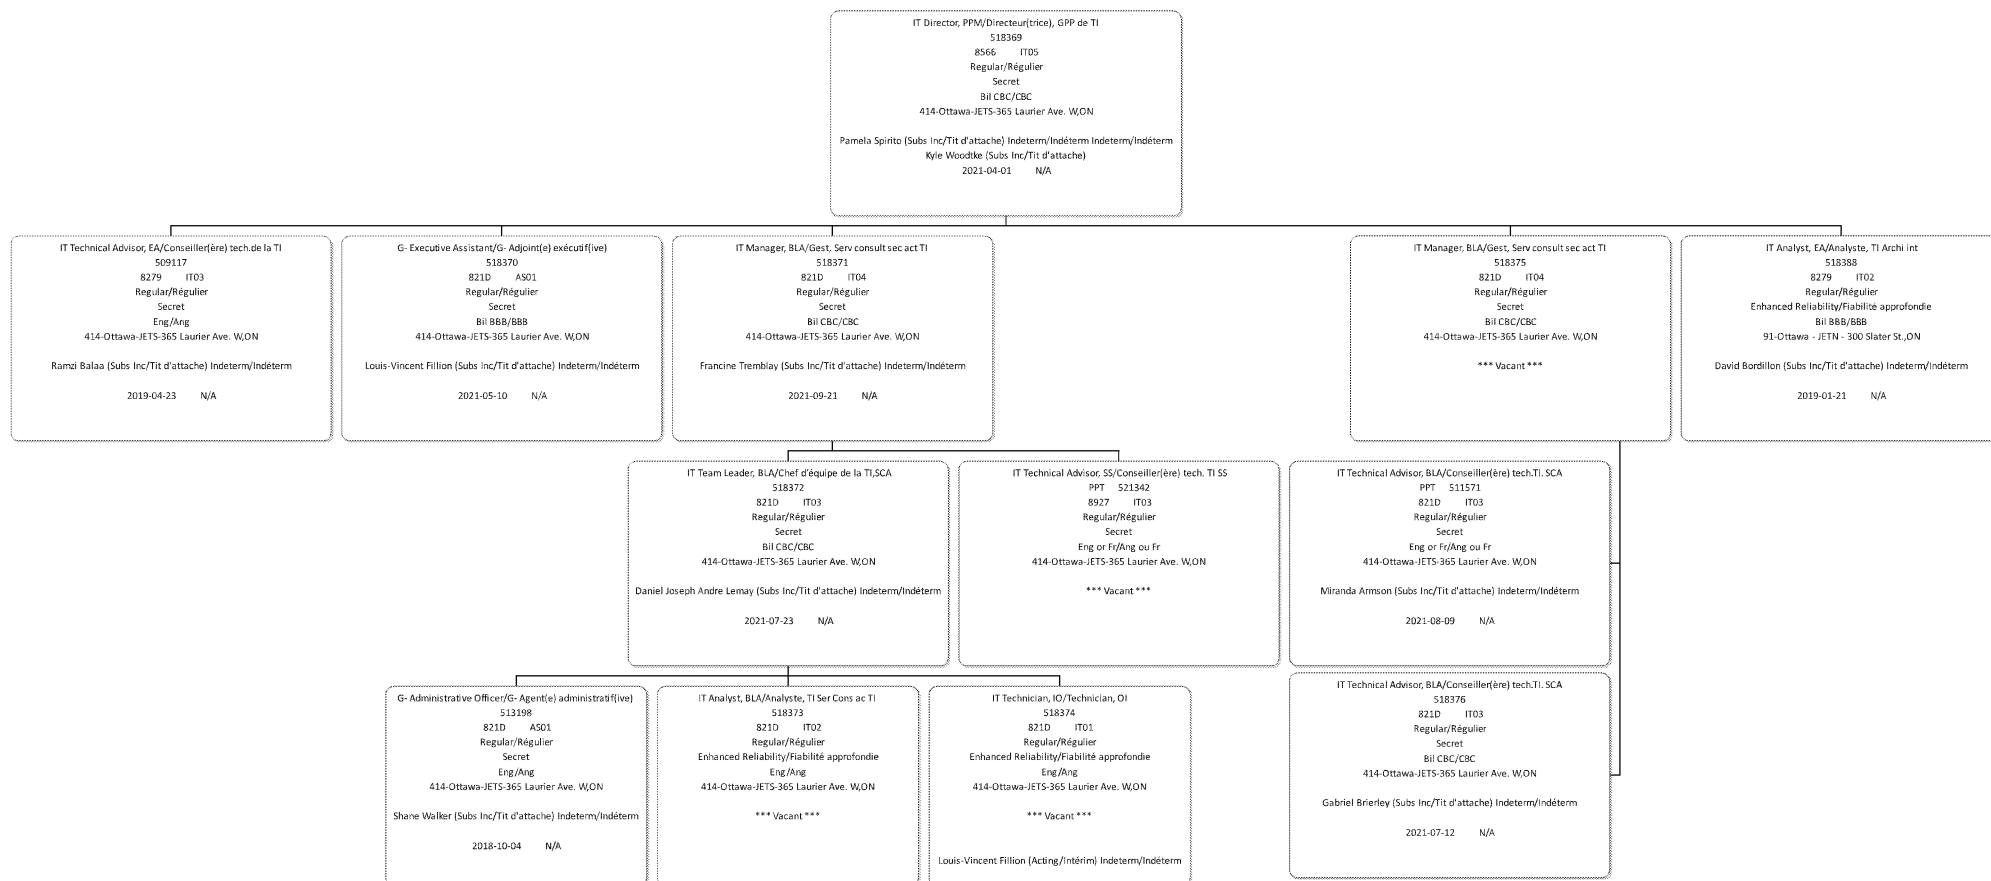 IT Director, PPM/Directeur(trice), GPP de TI
518369
8566 IT05
Regular/Régulier
Secret
Bil CBC/CBC
414-Ottawa-JETS-365 Laurier Ave. W,ON
Pamela Spirito (Subs Inc/Tit d'attache) Indeterm/Indéterm Indeterm/Indéterm
Kyle Woodtke (Subs Inc/Tit d'attache)
2021-04-01 N/A
IT Technical Advisor, EA/Conseiller(ère) tech.de la TI
509117
8279 IT03
Regular/Régulier
Secret
Eng/Ang
414-Ottawa-JETS-365 Laurier Ave. W,ON
Ramzi Balaa (Subs Inc/Tit d'attache) Indeterm/Indéterm
2019-04-23 N/A
G- Executive Assistant/G- Adjoint(e) exécutif(ive)
518370
821D AS01
Regular/Régulier
Secret
Bil BBB/BBB
414-Ottawa-JETS-365 Laurier Ave. W,ON
Louis-Vincent Fillion (Subs Inc/Tit d'attache) Indeterm/Indéterm
2021-05-10 N/A
IT Manager, BLA/Gest, Serv consult sec act TI
518371
821D IT04
Regular/Régulier
Secret
Bil CBC/CBC
414-Ottawa-JETS-365 Laurier Ave. W,ON
Francine Tremblay (Subs Inc/Tit d'attache) Indeterm/Indéterm
2021-09-21 N/A
IT Manager, BLA/Gest, Serv consult sec act TI
518375
821D IT04
Regular/Régulier
Secret
Bil CBC/CBC
414-Ottawa-JETS-365 Laurier Ave. W,ON
*** Vacant ***
IT Analyst, EA/Analyste, TI Archi int
518388
8279 IT02
Regular/Régulier
Enhanced Reliability/Fiabilité approfondie
Bil BBB/BBB
91-Ottawa - JETN - 300 Slater St.,ON
David Bordillon (Subs Inc/Tit d'attache) Indeterm/Indéterm
2019-01-21 N/A
IT Team Leader, BLA/Chef d'équipe de la TI,SCA
518372
821D IT03
Regular/Régulier
Secret
Bil CBC/CBC
414-Ottawa-JETS-365 Laurier Ave. W,ON
Daniel Joseph Andre Lemay (Subs Inc/Tit d'attache) Indeterm/Indéterm
2021-07-23 N/A
IT Technical Advisor, SS/Conseiller(ère) tech. TI SS
PPT 521342
8927 IT03
Regular/Régulier
Secret
Eng or Fr/Ang ou Fr
414-Ottawa-JETS-365 Laurier Ave. W,ON
*** Vacant ***
IT Technical Advisor, BLA/Conseiller(ère) tech.TI. SCA
PPT 511571
821D IT03
Regular/Régulier
Secret
Eng or Fr/Ang ou Fr
414-Ottawa-JETS-365 Laurier Ave. W,ON
Miranda Armson (Subs Inc/Tit d'attache) Indeterm/Indéterm
2021-08-09 N/A
G- Administrative Officer/G- Agent(e) administratif(ive)
513198
821D AS01
Regular/Régulier
Secret
Eng/Ang
414-Ottawa-JETS-365 Laurier Ave. W,ON
Shane Walker (Subs Inc/Tit d'attache) Indeterm/Indéterm
2018-10-04 N/A
IT Analyst, BLA/Analyste, TI Ser Cons ac TI
518373
821D IT02
Regular/Régulier
Enhanced Reliability/Fiabilité approfondie
Eng/Ang
414-Ottawa-JETS-365 Laurier Ave. W,ON
*** Vacant ***
IT Technician, IO/Technician, OI
518374
821D IT01
Regular/Régulier
Enhanced Reliability/Fiabilité approfondie
Eng/Ang
414-Ottawa-JETS-365 Laurier Ave. W,ON
*** Vacant ***
Louis-Vincent Fillion (Acting/Intérim) Indeterm/Indéterm
IT Technical Advisor, BLA/Conseiller(ère) tech.TI. SCA
518376
821D IT03
Regular/Régulier
Secret
Bil CBC/CBC
414-Ottawa-JETS-365 Laurier Ave. W,ON
Gabriel Brierley (Subs Inc/Tit d'attache) Indeterm/Indéterm
2021-07-12 N/A